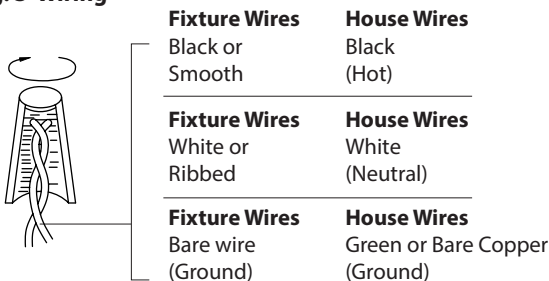 Wiring
Fixture Wires House Wires
Black or Black
Smooth (Hot)
Fixture Wires House Wires
White or White
Ribbed (Neutral)
Fixture Wires House Wires
Bare wire Green or Bare Copper
(Ground) (Ground)